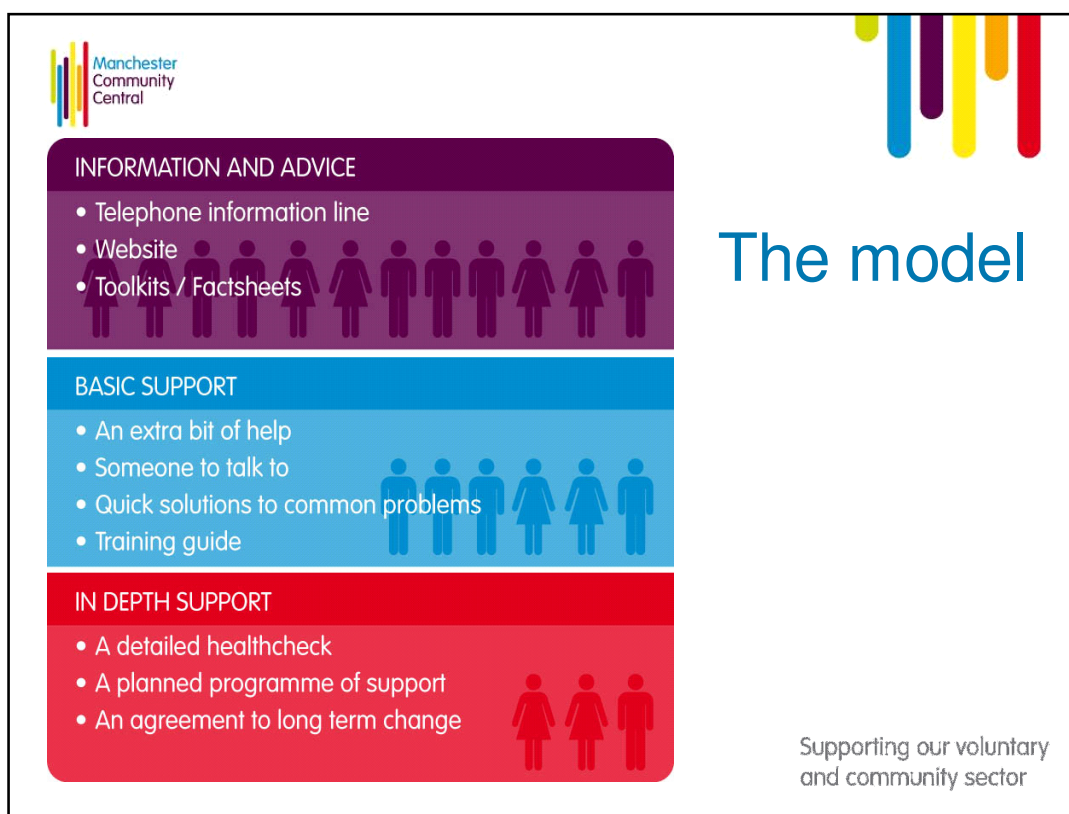 Manchester
Community
Central
INFORMATION AND ADVICE
• Telephone information line
• Website
• Toolkits / Factsheets
The model
BASIC SUPPORT
• An extra bit of help
• Someone to talk to
• Quick solutions to common problems
• Training guide
IN DEPTH SUPPORT
• A detailed healthcheck
• A planned programme of support
• An agreement to long term change
Supporting our voluntary
and community sector